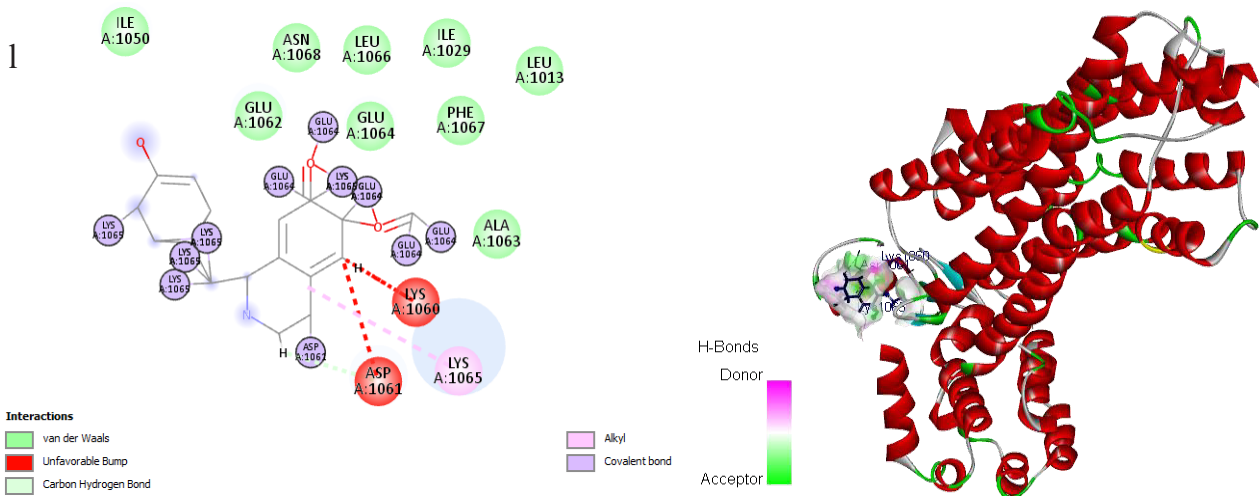 1
ILE
A:1050
ASN
A:1068
LEU
A:1066
ILE
A:1029
LEU
A:1013
GLU
A:1062
GLU
A:1064
GLU
A:1064
PHE
A:1067
O
GLU
A:1064
LYS
A:1065
GLU
A:1064
O
O
LYS
A:1065
LYS
A:1065
LYS
A:1065
LYS
A:1065
GLU
A:1064
GLU
A:1064
ALA
A:1063
H
LYS
A:1060
N
H
ASP
A:1061
ASP
A:1061
LYS
A:1065
Interactions
van der Waals
Unfavorable Bump
Carbon Hydrogen Bond
Alkyl
Covalent bond
H-Bonds
Donor
Acceptor